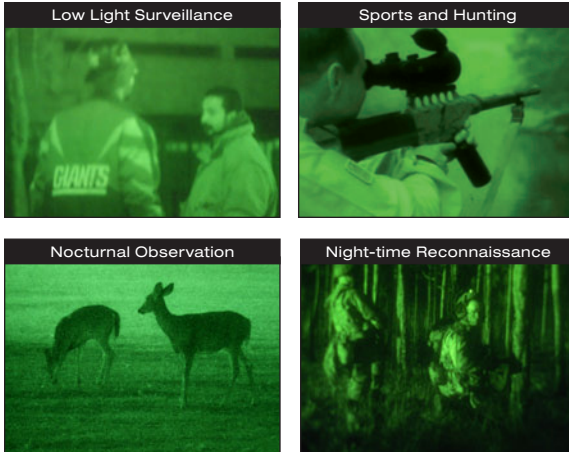 Low Light Surveillance
Sports and Hunting
GIANTS
Nocturnal Observation
Night-time Reconnaissance